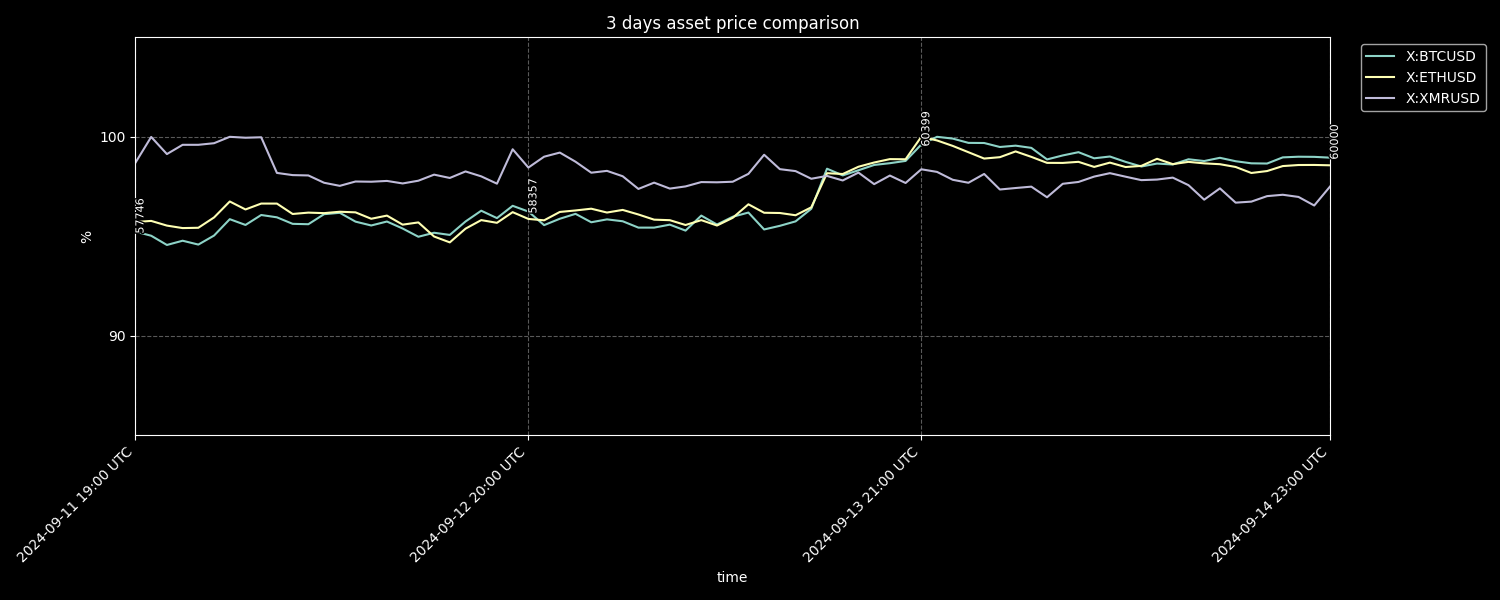 3 days asset price comparison
X:BTCUSD
X:ETHUSD
X:XMRUSD
100
90
%
57746
58357
60399
60000
2024-09-11 19:00 UTC
2024-09-12 20:00 UTC
2024-09-13 21:00 UTC
2024-09-14 23:00 UTC
time